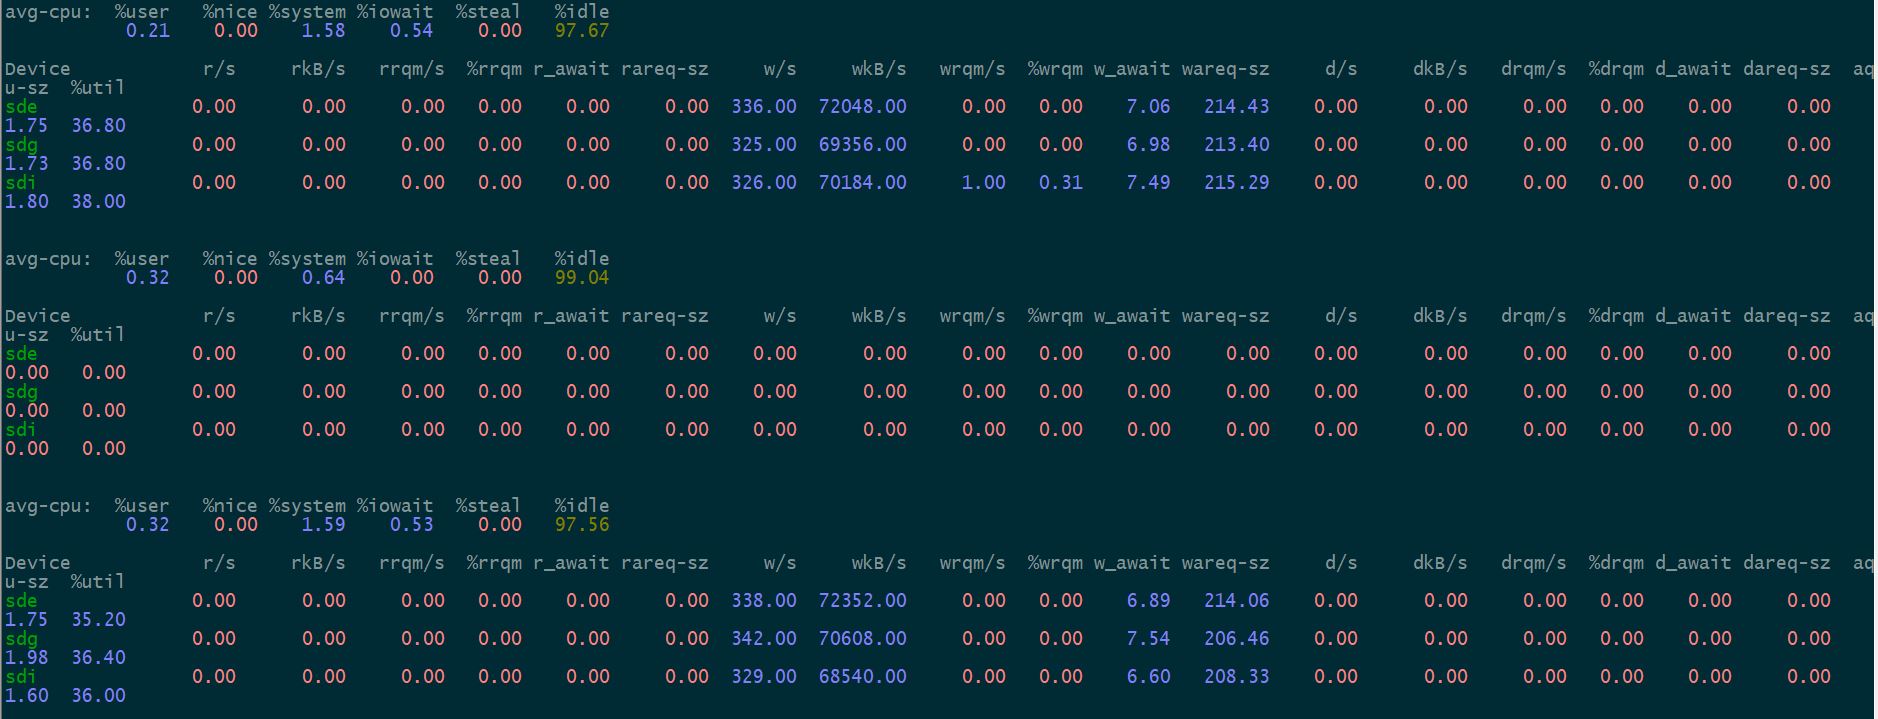 avg-cpu: %user %nice %system %iowait %steal %idle
0.21 0.00 1.58 0.54 0.00 97.67
Device r/s rkB/s rrqm/s %rrqm r_await rareq-sz w/s wkB/s wrqm/s %wrqm w_await wareq-sz d/s dkB/s drqm/s %drqm d_await dareq-sz aq
u-sz %util
sde 0.00 0.00 0.00 0.00 0.00 0.00 336.00 72048.00 0.00 0.00 7.06 214.43 0.00 0.00 0.00 0.00 0.00 0.00
1.75 36.80
sdg 0.00 0.00 0.00 0.00 0.00 0.00 325.00 69356.00 0.00 0.00 6.98 213.40 0.00 0.00 0.00 0.00 0.00 0.00
1.73 36.80
sdi 0.00 0.00 0.00 0.00 0.00 0.00 326.00 70184.00 1.00 0.31 7.49 215.29 0.00 0.00 0.00 0.00 0.00 0.00
1.80 38.00
avg-cpu: %user %nice %system %iowait %steal %idle
0.32 0.00 0.64 0.00 0.00 99.04
Device r/s rkB/s rrqm/s %rrqm r_await rareq-sz w/s wkB/s wrqm/s %wrqm w_await wareq-sz d/s dkB/s drqm/s %drqm d_await dareq-sz aq
u-sz %util
sde 0.00 0.00 0.00 0.00 0.00 0.00 0.00 0.00 0.00 0.00 0.00 0.00 0.00 0.00 0.00 0.00 0.00 0.00
0.00 0.00
sdg 0.00 0.00 0.00 0.00 0.00 0.00 0.00 0.00 0.00 0.00 0.00 0.00 0.00 0.00 0.00 0.00 0.00 0.00
0.00 0.00
sdi 0.00 0.00 0.00 0.00 0.00 0.00 0.00 0.00 0.00 0.00 0.00 0.00 0.00 0.00 0.00 0.00 0.00 0.00
0.00 0.00
avg-cpu: %user %nice %system %iowait %steal %idle
0.32 0.00 1.59 0.53 0.00 97.56
Device r/s rkB/s rrqm/s %rrqm r_await rareq-sz w/s wkB/s wrqm/s %wrqm w_await wareq-sz d/s dkB/s drqm/s %drqm d_await dareq-sz aq
u-sz %util
sde 0.00 0.00 0.00 0.00 0.00 0.00 338.00 72352.00 0.00 0.00 6.89 214.06 0.00 0.00 0.00 0.00 0.00 0.00
1.75 35.20
sdg 0.00 0.00 0.00 0.00 0.00 0.00 342.00 70608.00 0.00 0.00 7.54 206.46 0.00 0.00 0.00 0.00 0.00 0.00
1.98 36.40
sdi 0.00 0.00 0.00 0.00 0.00 0.00 329.00 68540.00 0.00 0.00 6.60 208.33 0.00 0.00 0.00 0.00 0.00 0.00
1.60 36.00